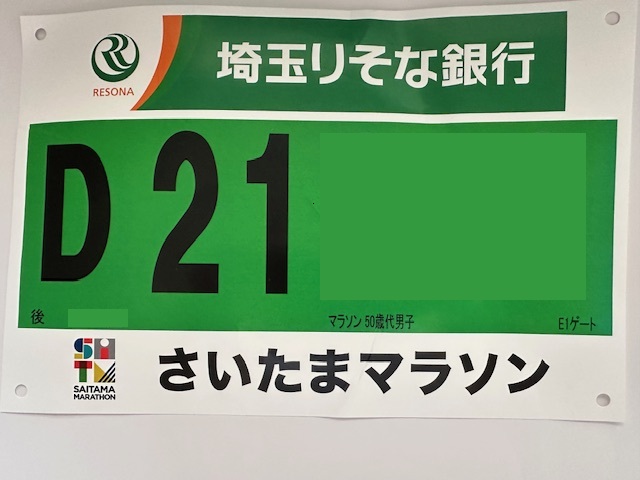 RESONA
埼玉りそな銀行
D 21
後
マラソン 50歳代男子
E1ゲート
SAITAMA
MARATHON
さいたまマラソン